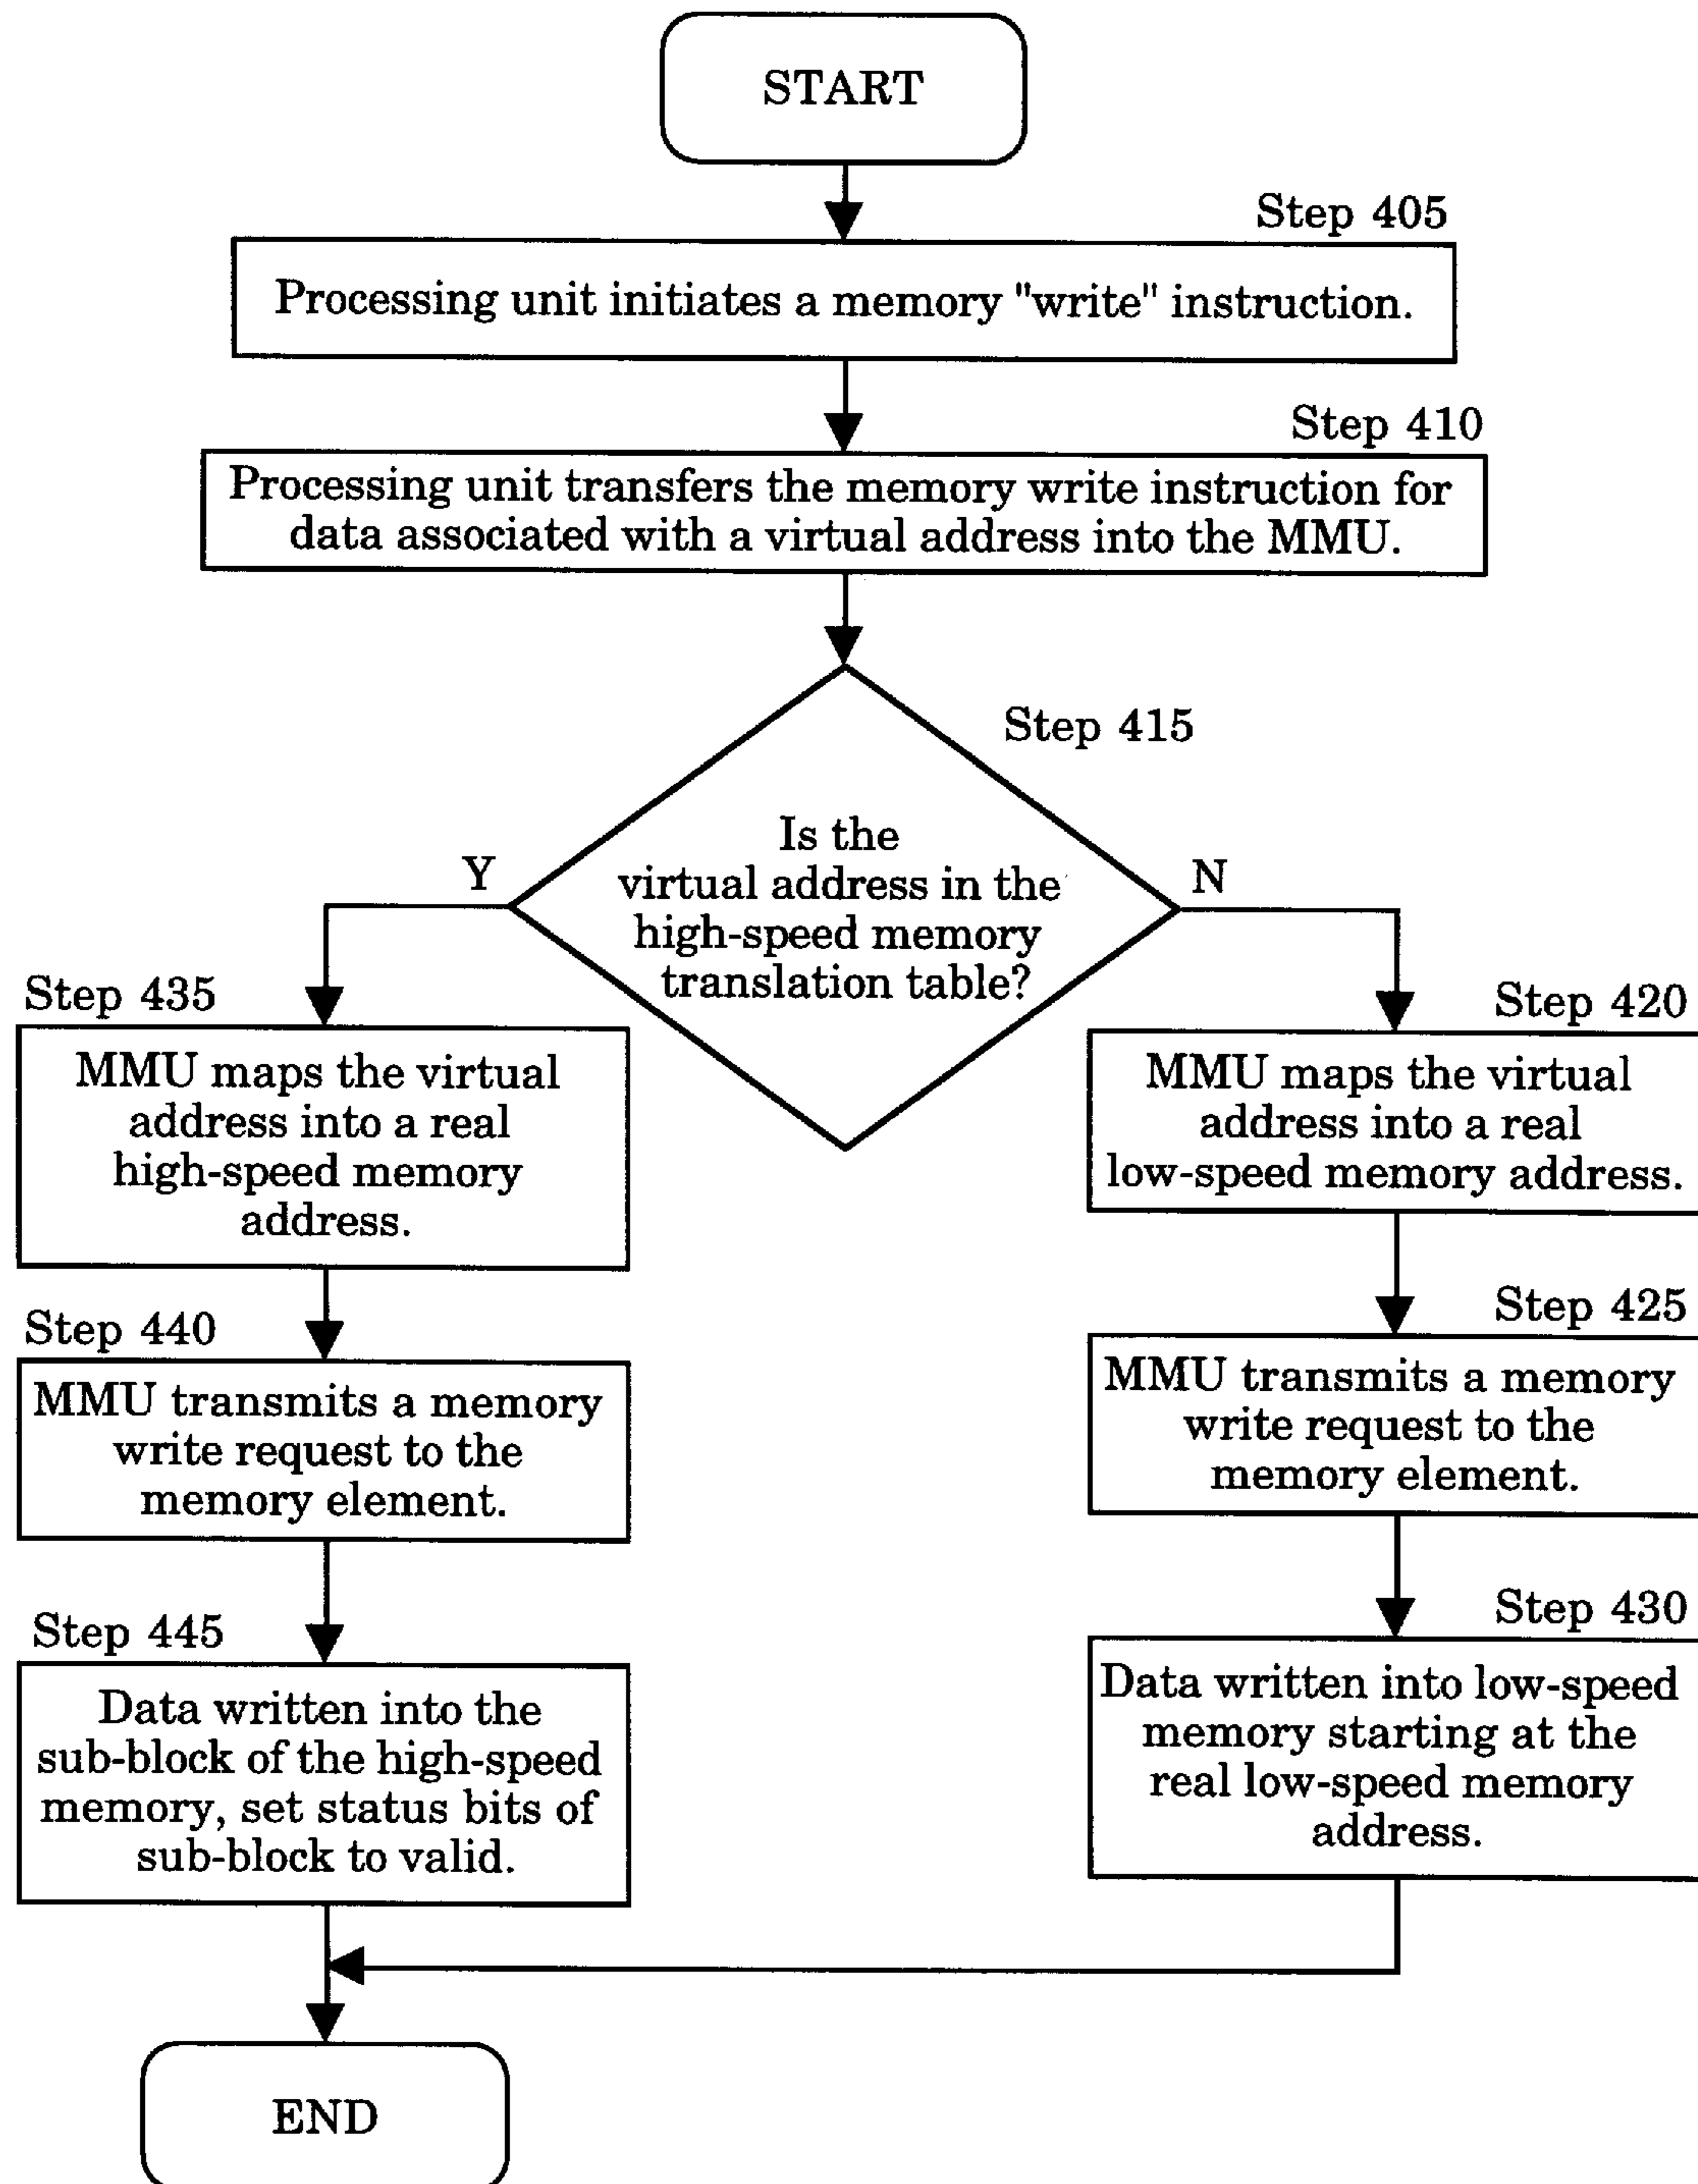 START
Step 405
Processing unit initiates a memory "write" instruction.
Step 410
Processing unit transfers the memory write instruction for
data associated with a virtual address into the MMU.
Step 415
Is the
virtual address in the
high-speed memory
translation table?
Y
N
Step 435
MMU maps the virtual
address into a real
high-speed memory
address.
Step 440
MMU transmits a memory
write request to the
memory element.
Step 445
Data written into the
sub-block of the high-speed
memory, set status bits of
sub-block to valid.
Step 420
MMU maps the virtual
address into a real
low-speed memory address.
Step 425
MMU transmits a memory
write request to the
memory element.
Step 430
Data written into low-speed
memory starting at the
real low-speed memory
address.
END